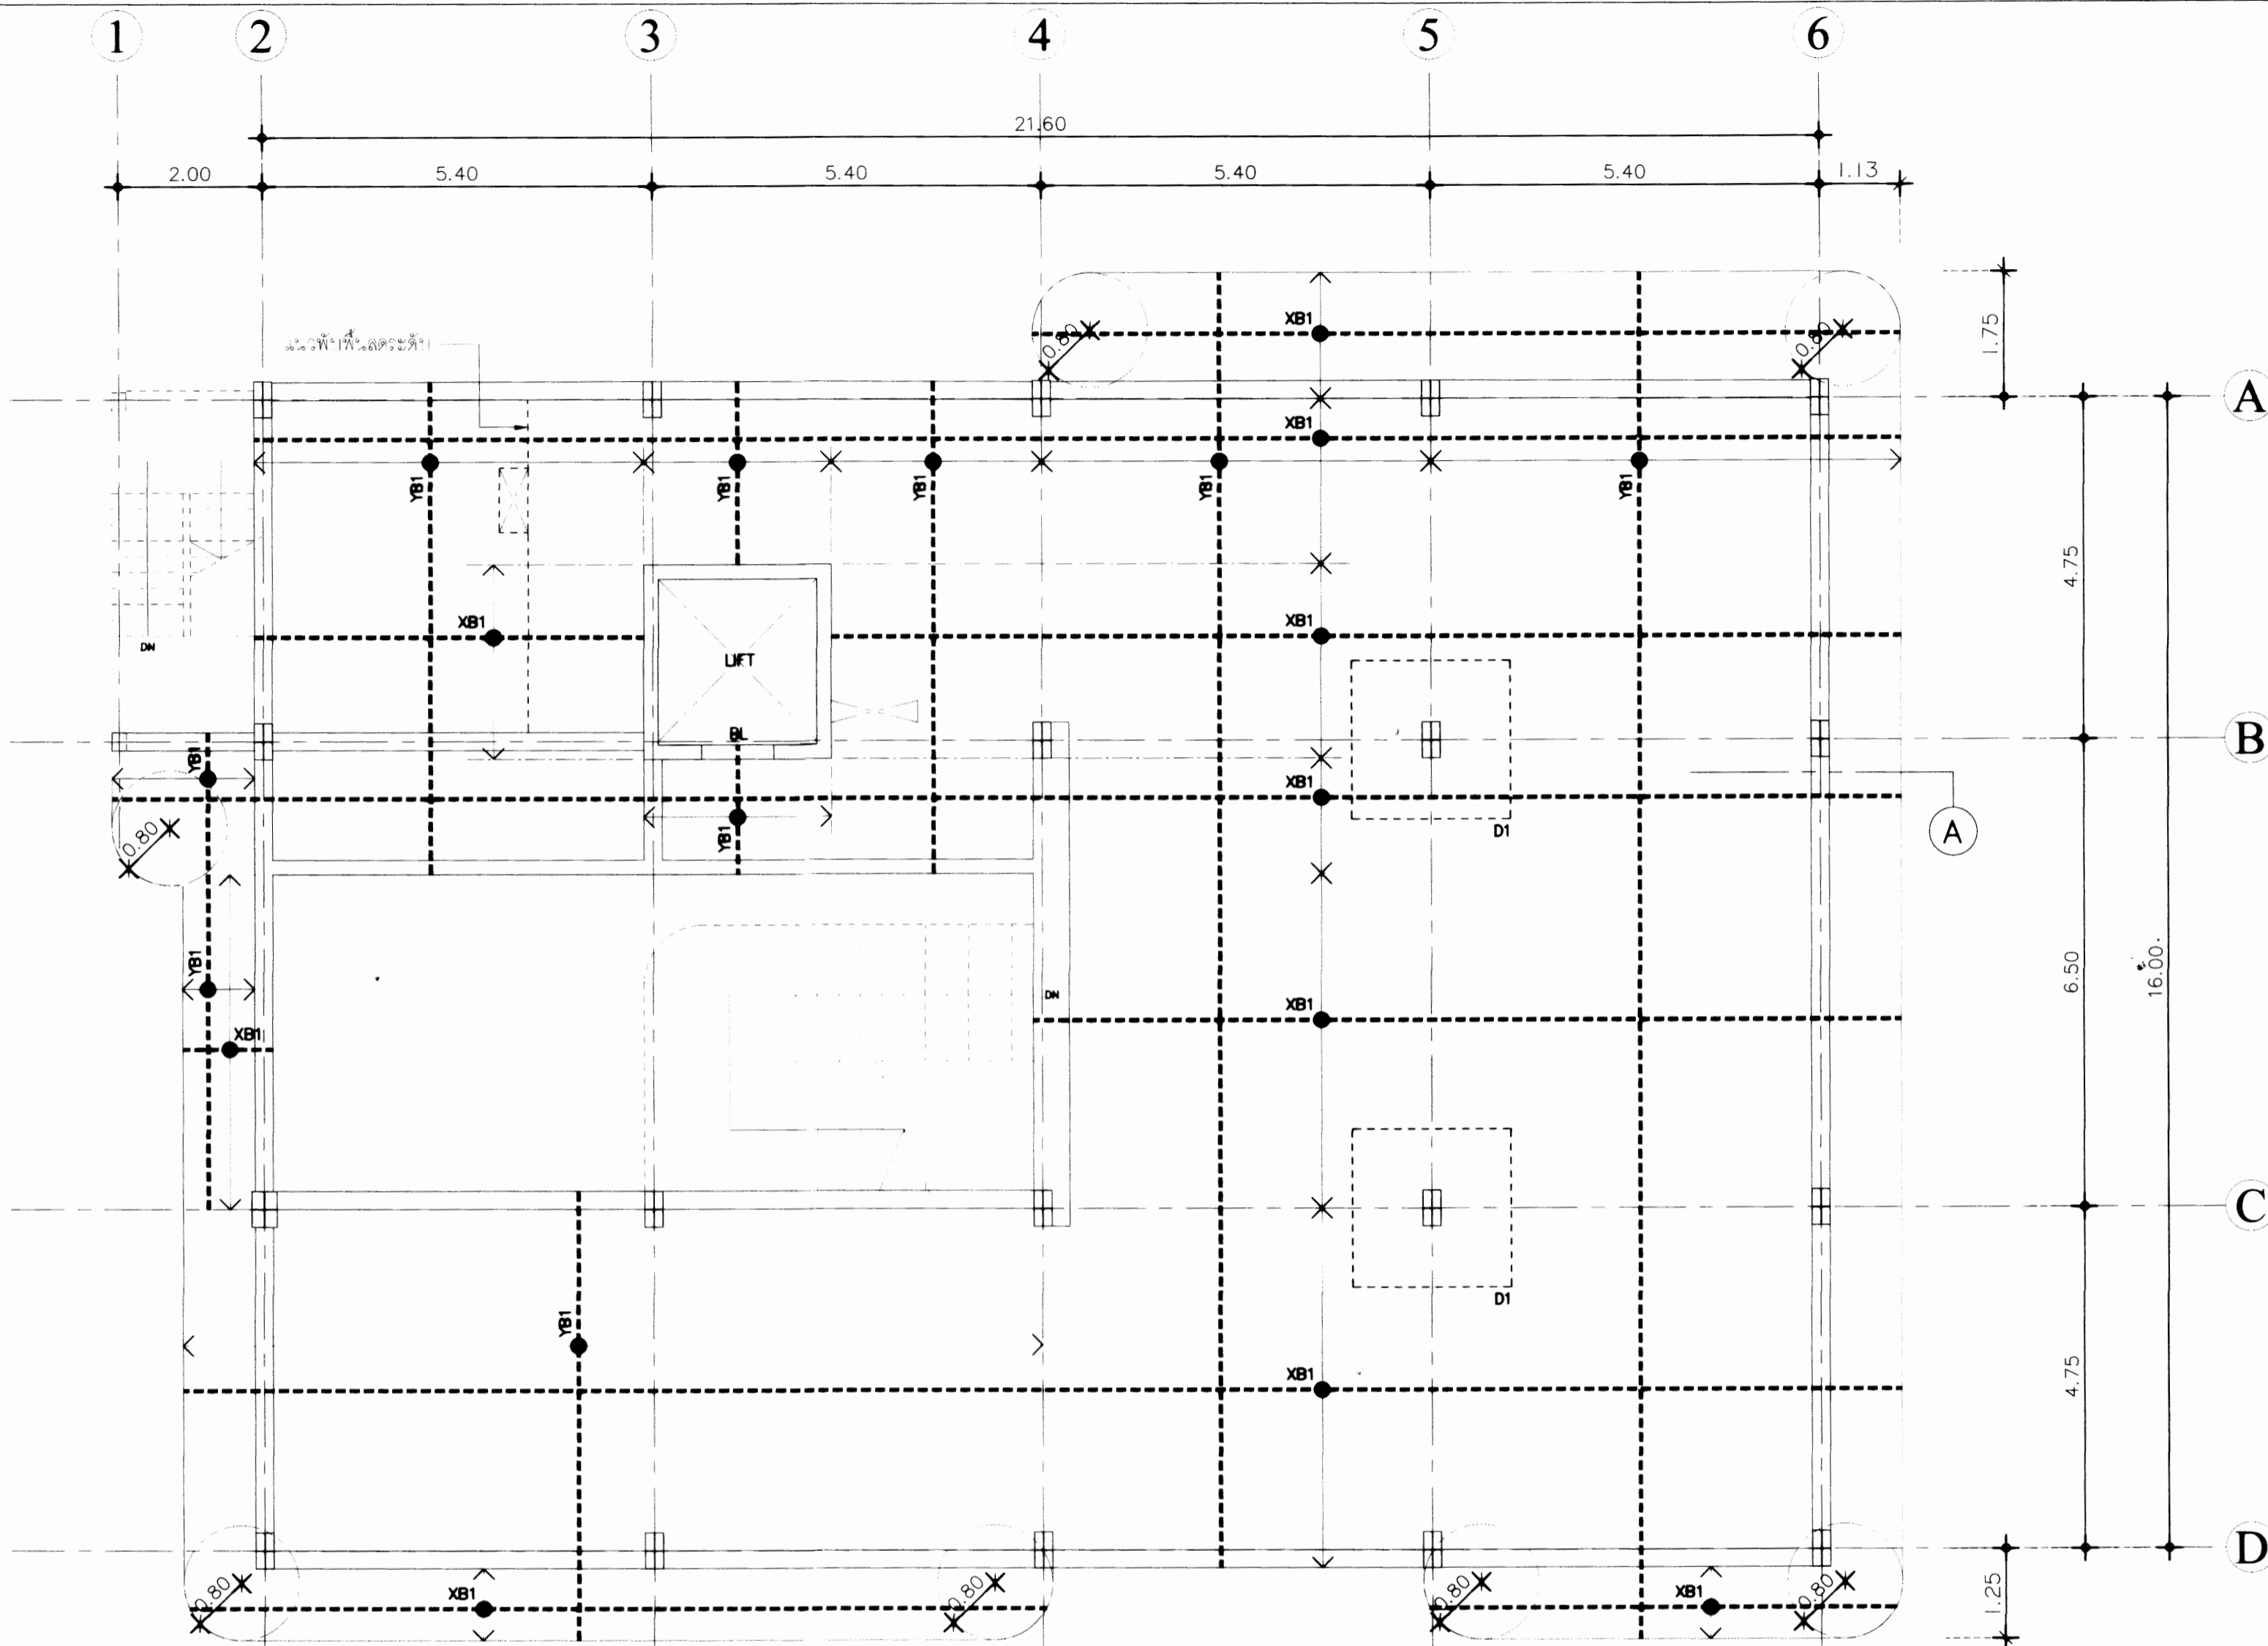 1 2 3 4 5 6
21.60
2.00 5.40 5.40 5.40 5.40 1.13
XB1
0.80 0.80
1.75
A
XB1
YB1 YB1 YB1 YB1 YB1
4.75
XB1 XB1
DN
LIFT
BL
B
YB1
XB1
0.80
YB1
D1
A
YB1
6.50
16.00
DN
XB1
XB1
C
D1
YB1
XB1
4.75
D
0.80 0.80 0.80 0.80
XB1 XB1
1.25